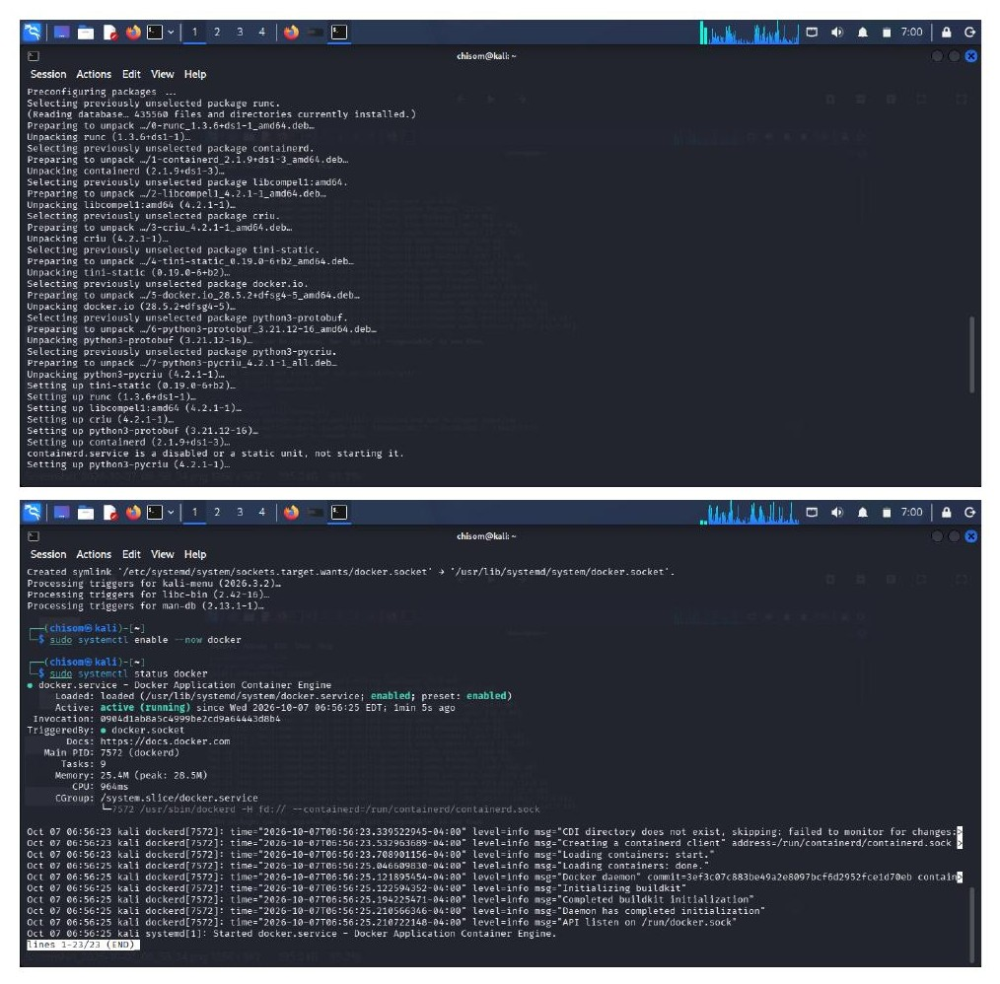 1 2 3 4 7:00
chisom@kali: ~
Session Actions Edit View Help
Preconfiguring packages ...
Selecting previously unselected package runc.
(Reading database… 435560 files and directories currently installed.)
Preparing to unpack …/0-runc_1.3.6+ds1-1_amd64.deb…
Unpacking runc (1.3.6+ds1-1)…
Selecting previously unselected package containerd.
Preparing to unpack …/1-containerd_2.1.9+ds1-3_amd64.deb…
Unpacking containerd (2.1.9+ds1-3)…
Selecting previously unselected package libcompel1:amd64.
Preparing to unpack …/2-libcompel1_4.2.1-1_amd64.deb…
Unpacking libcompel1:amd64 (4.2.1-1)…
Selecting previously unselected package criu.
Preparing to unpack …/3-criu_4.2.1-1_amd64.deb…
Unpacking criu (4.2.1-1)…
Selecting previously unselected package tini-static.
Preparing to unpack …/4-tini-static_0.19.0-6+b2_amd64.deb…
Unpacking tini-static (0.19.0-6+b2)…
Selecting previously unselected package docker.io.
Preparing to unpack …/5-docker.io_28.5.2+dfsg4-5_amd64.deb…
Unpacking docker.io (28.5.2+dfsg4-5)…
Selecting previously unselected package python3-protobuf.
Preparing to unpack …/6-python3-protobuf_3.21.12-16_amd64.deb…
Unpacking python3-protobuf (3.21.12-16)…
Selecting previously unselected package python3-pycriu.
Preparing to unpack …/7-python3-pycriu_4.2.1-1_all.deb…
Unpacking python3-pycriu (4.2.1-1)…
Setting up tini-static (0.19.0-6+b2)…
Setting up runc (1.3.6+ds1-1)…
Setting up libcompel1:amd64 (4.2.1-1)…
Setting up criu (4.2.1-1)…
Setting up python3-protobuf (3.21.12-16)…
Setting up containerd (2.1.9+ds1-3)…
containerd.service is a disabled or a static unit, not starting it.
Setting up python3-pycriu (4.2.1-1)…
1 2 3 4 7:00
chisom@kali: ~
Session Actions Edit View Help
Created symlink '/etc/systemd/system/sockets.target.wants/docker.socket' → '/usr/lib/systemd/system/docker.socket'.
Processing triggers for kali-menu (2026.3.2)…
Processing triggers for libc-bin (2.42-16)…
Processing triggers for man-db (2.13.1-1)…
┌──(chisom㉿kali)-[~]
└─$ sudo systemctl enable --now docker
┌──(chisom㉿kali)-[~]
└─$ sudo systemctl status docker
● docker.service - Docker Application Container Engine
Loaded: loaded (/usr/lib/systemd/system/docker.service; enabled; preset: enabled)
Active: active (running) since Wed 2026-10-07 06:56:25 EDT; 1min 5s ago
Invocation: 0904d1ab8a5c4999be2cd9a64443d8b4
TriggeredBy: ● docker.socket
Docs: https://docs.docker.com
Main PID: 7572 (dockerd)
Tasks: 9
Memory: 25.4M (peak: 28.5M)
CPU: 964ms
CGroup: /system.slice/docker.service
└─7572 /usr/sbin/dockerd -H fd:// --containerd=/run/containerd/containerd.sock
Oct 07 06:56:23 kali dockerd[7572]: time="2026-10-07T06:56:23.339522945-04:00" level=info msg="CDI directory does not exist, skipping: failed to monitor for changes:>
Oct 07 06:56:23 kali dockerd[7572]: time="2026-10-07T06:56:23.532963689-04:00" level=info msg="Creating a containerd client" address=/run/containerd/containerd.sock >
Oct 07 06:56:23 kali dockerd[7572]: time="2026-10-07T06:56:23.708901156-04:00" level=info msg="Loading containers: start."
Oct 07 06:56:25 kali dockerd[7572]: time="2026-10-07T06:56:25.046609830-04:00" level=info msg="Loading containers: done."
Oct 07 06:56:25 kali dockerd[7572]: time="2026-10-07T06:56:25.121895454-04:00" level=info msg="Docker daemon" commit=3ef3c07c883be49a2e8097bcf6d2952fce1d70eb contain>
Oct 07 06:56:25 kali dockerd[7572]: time="2026-10-07T06:56:25.122594352-04:00" level=info msg="Initializing buildkit"
Oct 07 06:56:25 kali dockerd[7572]: time="2026-10-07T06:56:25.194225471-04:00" level=info msg="Completed buildkit initialization"
Oct 07 06:56:25 kali dockerd[7572]: time="2026-10-07T06:56:25.210566346-04:00" level=info msg="Daemon has completed initialization"
Oct 07 06:56:25 kali dockerd[7572]: time="2026-10-07T06:56:25.210722148-04:00" level=info msg="API listen on /run/docker.sock"
Oct 07 06:56:25 kali systemd[1]: Started docker.service - Docker Application Container Engine.
lines 1-23/23 (END)